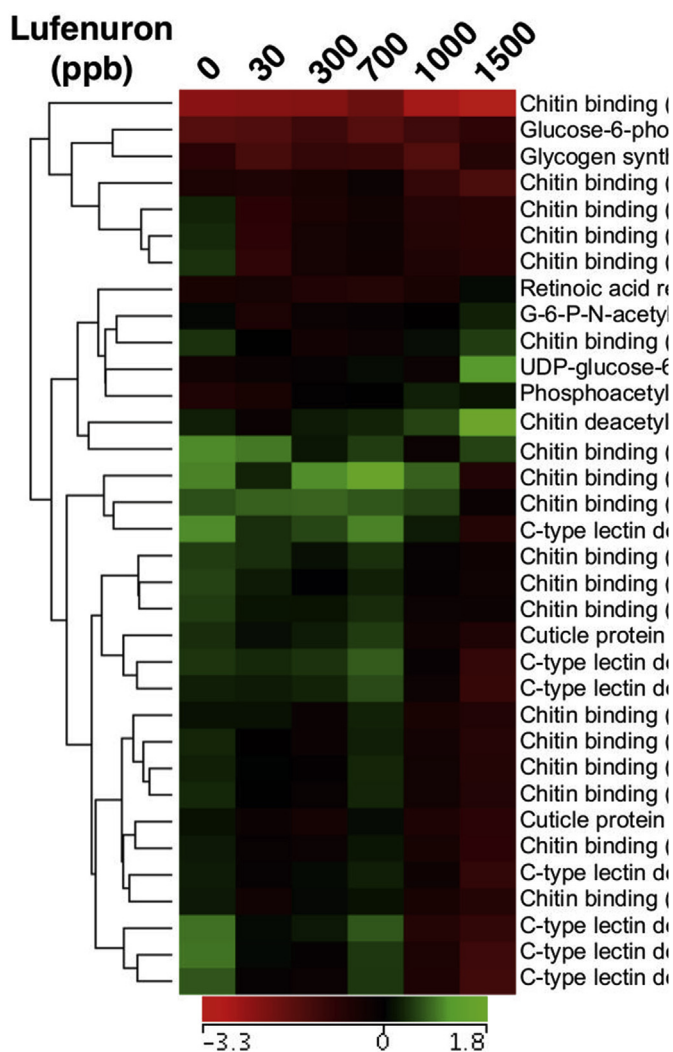 Lufenuron
(ppb)
0 30 300 700 1000 1500
Chitin binding (
Glucose-6-pho
Glycogen synth
Chitin binding (
Chitin binding (
Chitin binding (
Chitin binding (
Retinoic acid re
G-6-P-N-acetyl
Chitin binding (
UDP-glucose-6
Phosphoacetyl
Chitin deacetyl
Chitin binding (
Chitin binding (
Chitin binding (
C-type lectin do
Chitin binding (
Chitin binding (
Chitin binding (
Cuticle protein
C-type lectin do
C-type lectin do
Chitin binding (
Chitin binding (
Chitin binding (
Chitin binding (
Cuticle protein
Chitin binding (
C-type lectin do
Chitin binding (
C-type lectin do
C-type lectin do
C-type lectin do
-3.3 0 1.8